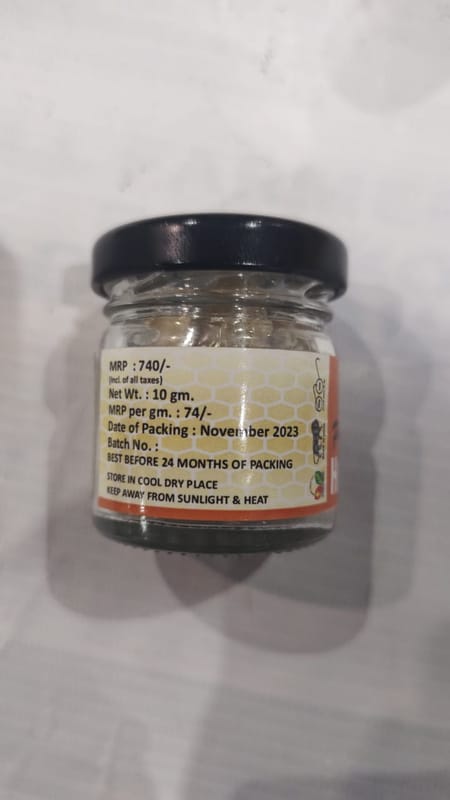 MRP : 740/-
(incl. of all taxes)
Net Wt. : 10 gm.
MRP per gm. : 74/-
Date of Packing : November 2023
Batch No. :
BEST BEFORE 24 MONTHS OF PACKING
STORE IN COOL DRY PLACE
KEEP AWAY FROM SUNLIGHT & HEAT